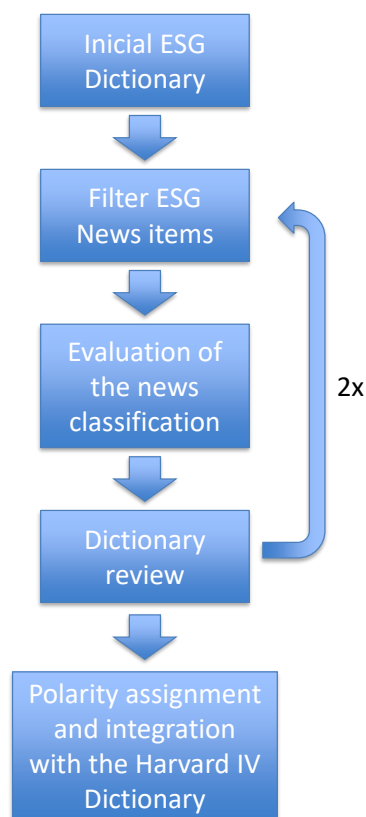 Inicial ESG
Dictionary
Filter ESG
News items
Evaluation of
the news
classification
2x
Dictionary
review
Polarity assignment
and integration
with the Harvard IV
Dictionary